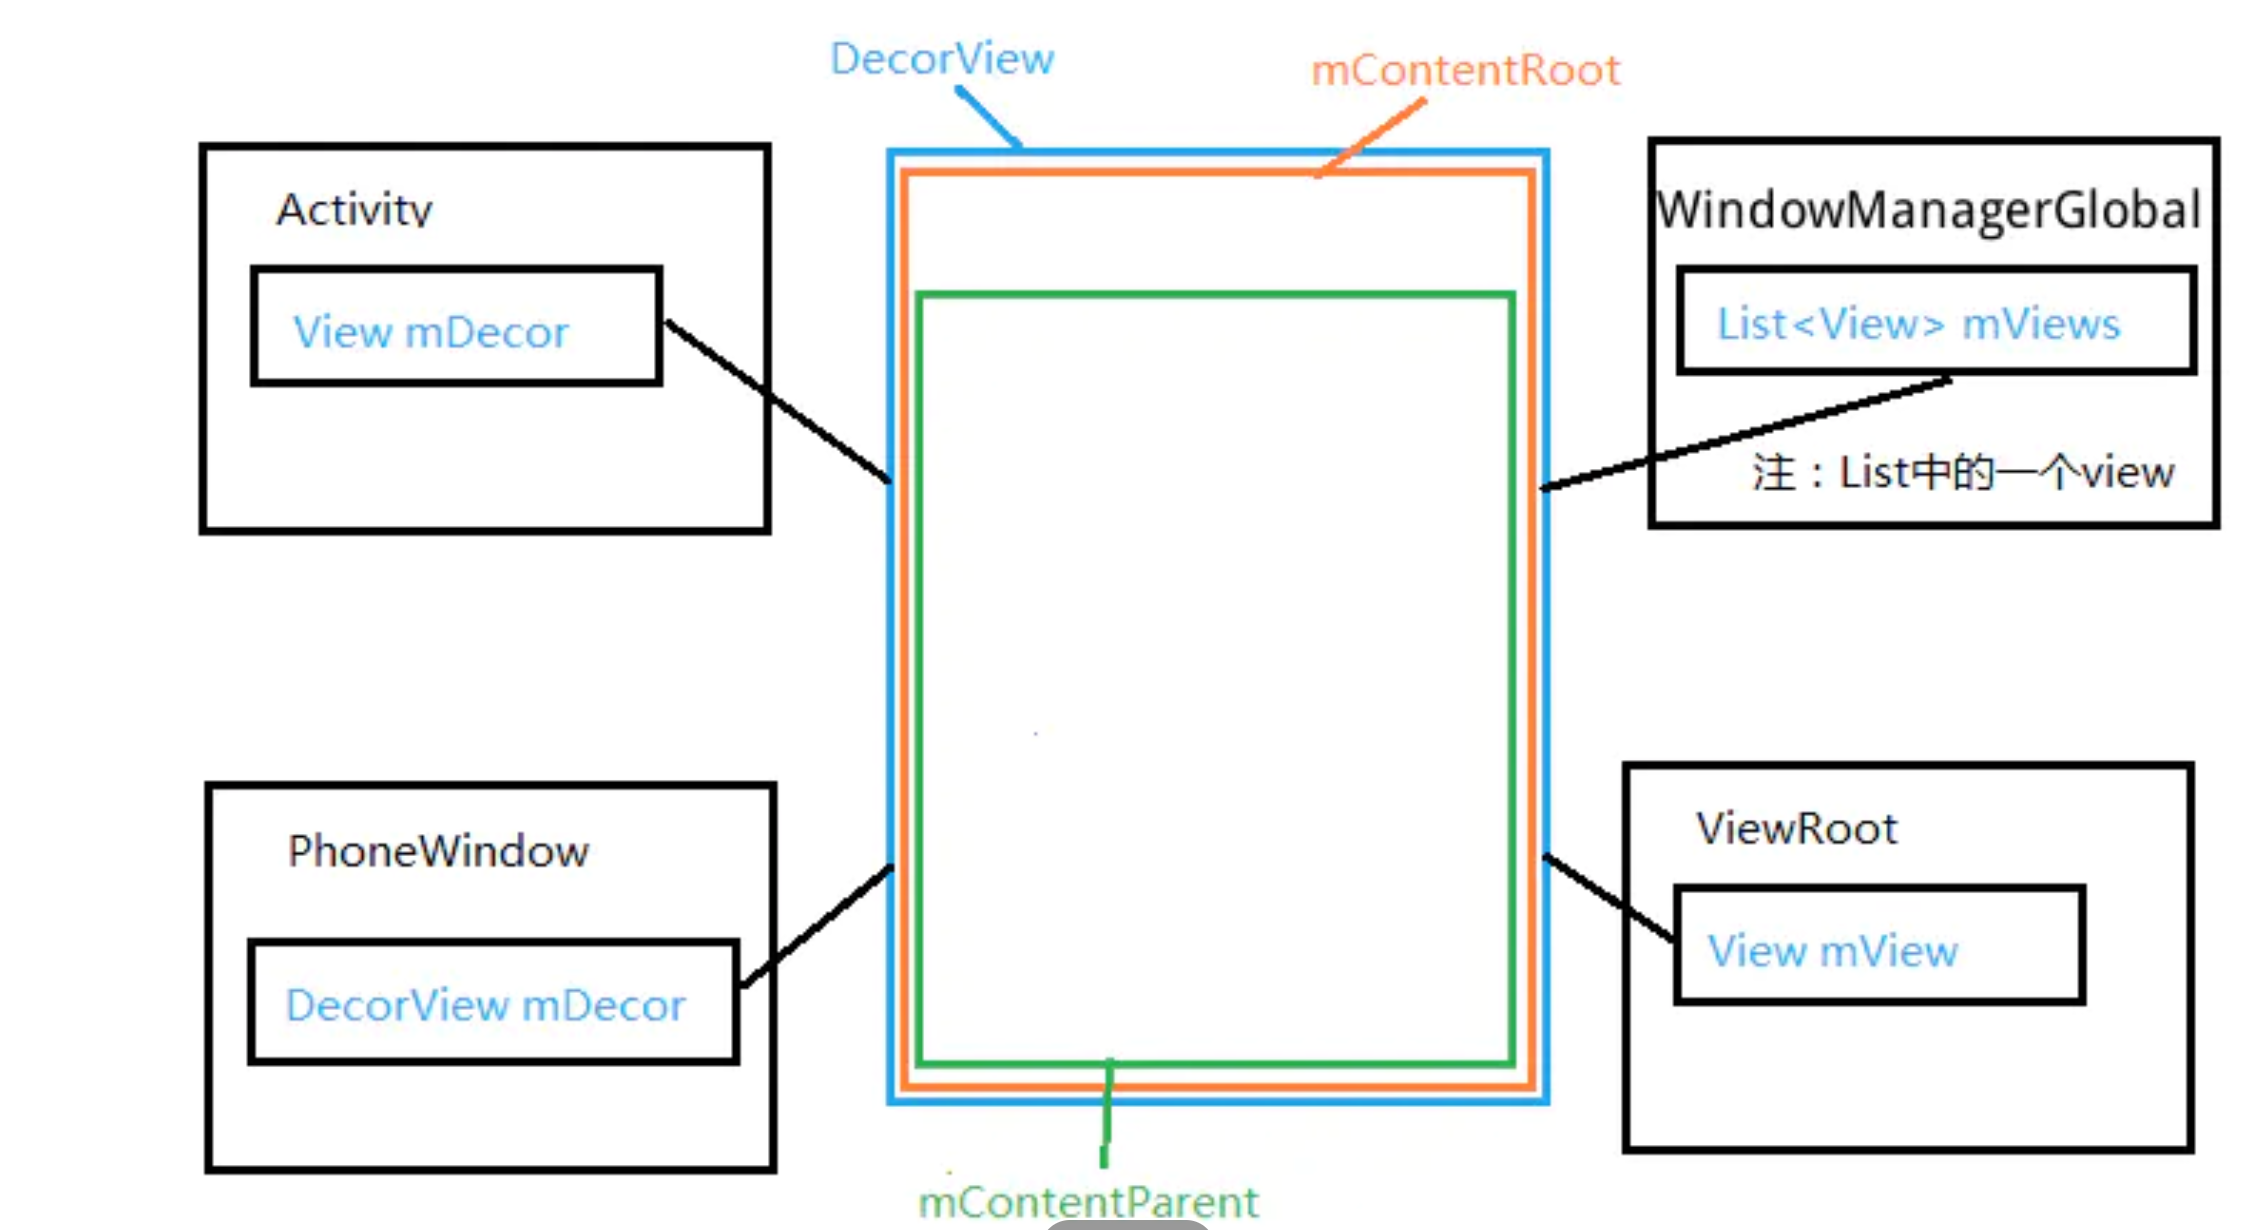 DecorView
mContentRoot
Activity
View mDecor
WindowManagerGlobal
List<View> mViews
注：List中的一个view
PhoneWindow
DecorView mDecor
ViewRoot
View mView
mContentParent